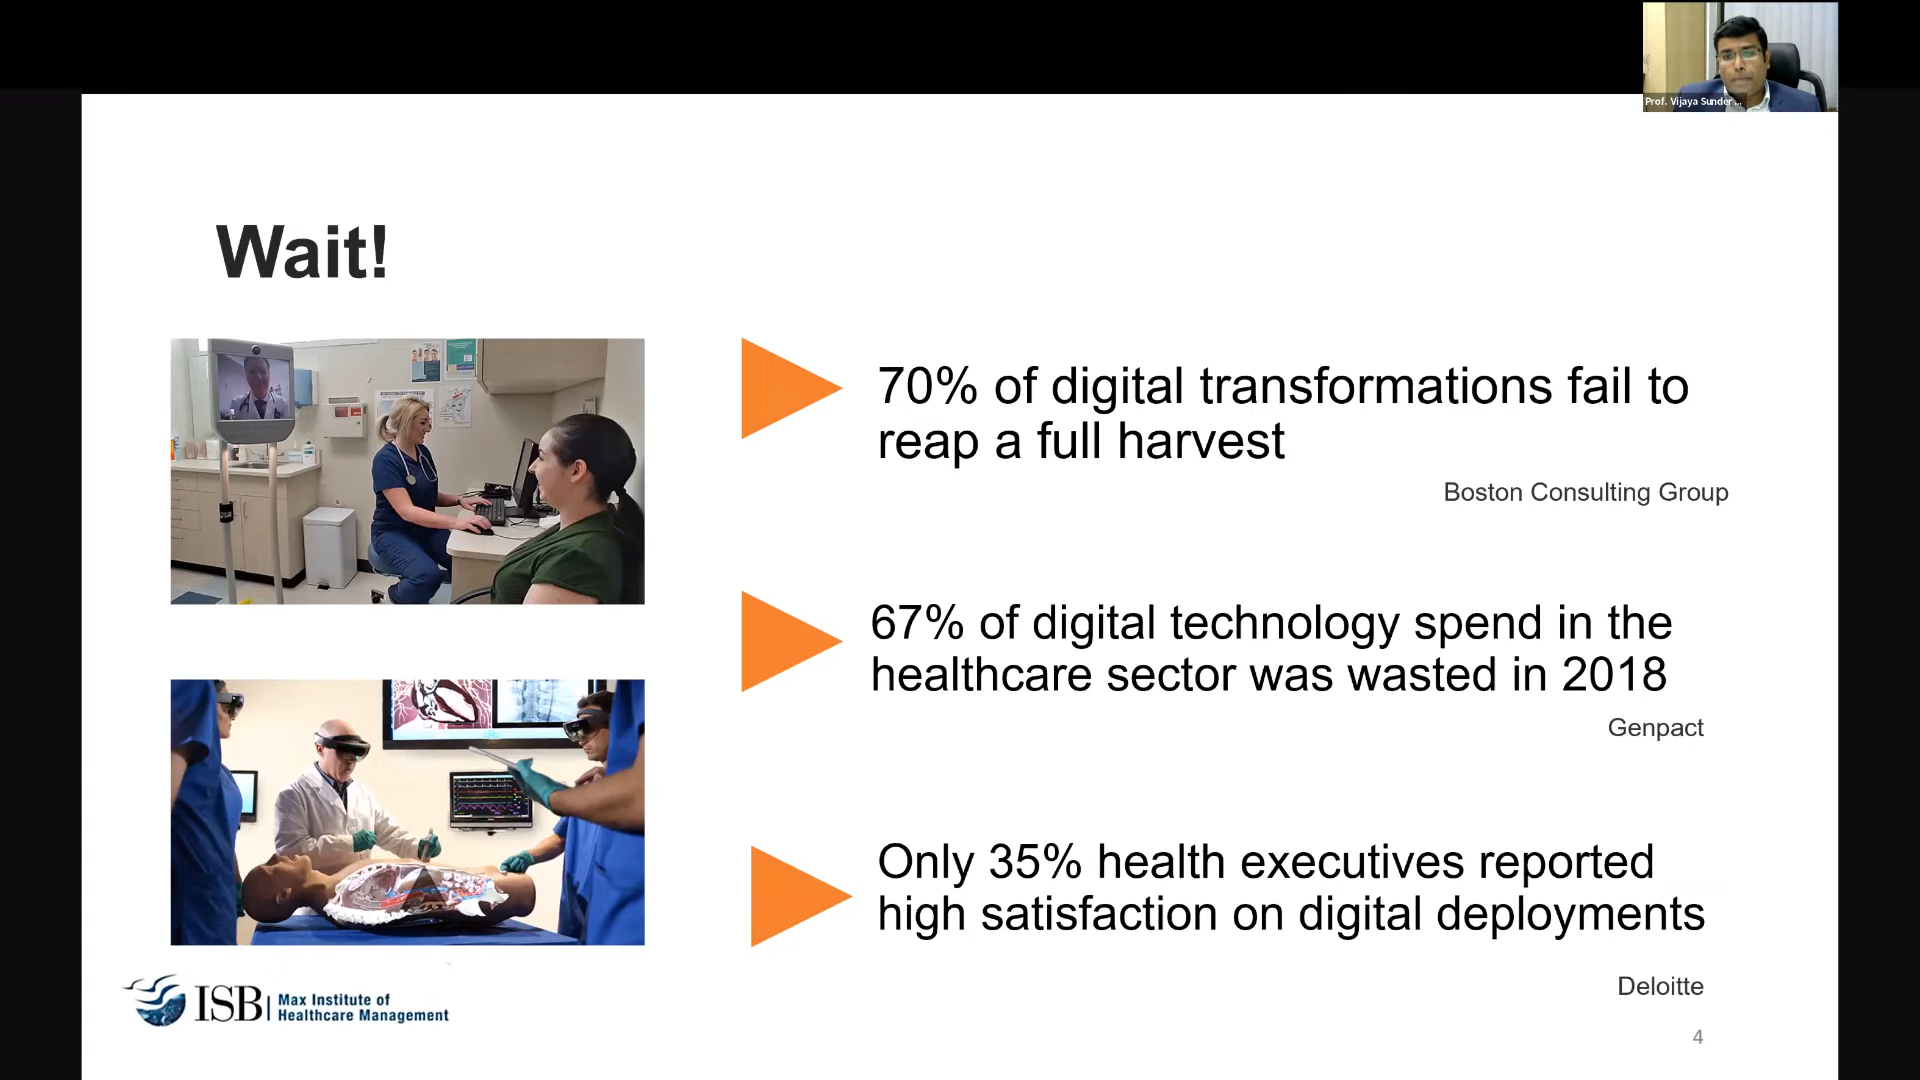 Prof. Vijaya Sunder ...
Wait!
70% of digital transformations fail to
reap a full harvest
Boston Consulting Group
67% of digital technology spend in the
healthcare sector was wasted in 2018
Genpact
Only 35% health executives reported
high satisfaction on digital deployments
Deloitte
ISB
Max Institute of
Healthcare Management
4